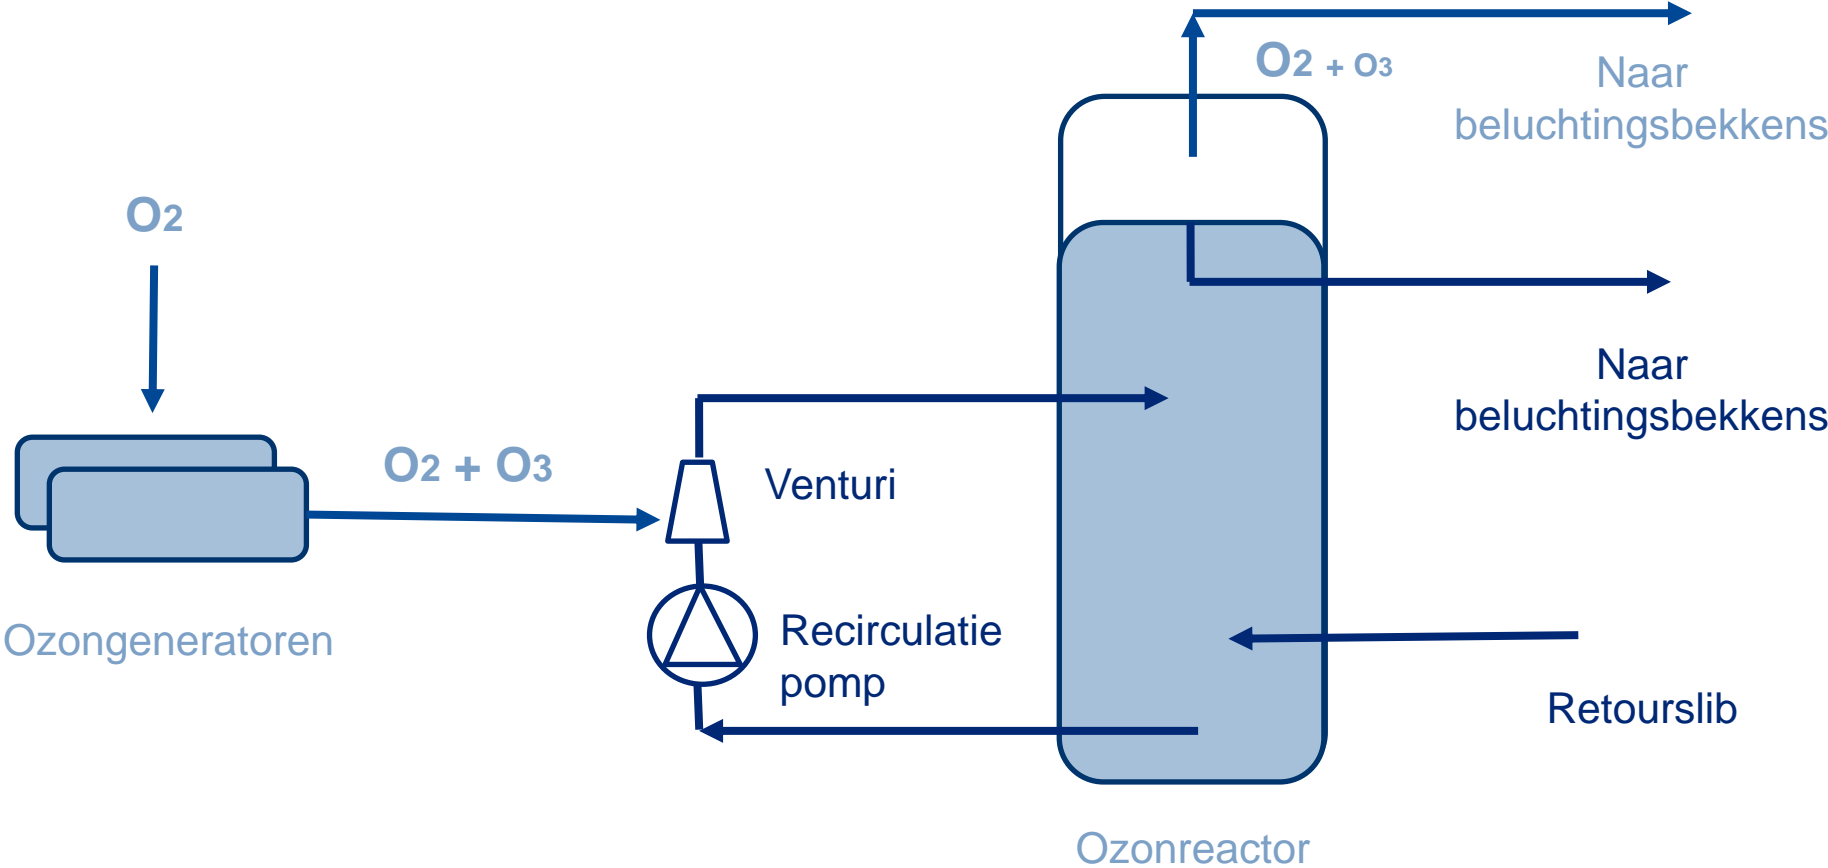 O2 + O3
Naar
beluchtingsbekkens
O2
Naar
beluchtingsbekkens
O2 + O3
Venturi
Ozongeneratoren
Recirculatie
pomp
Retourslib
Ozonreactor